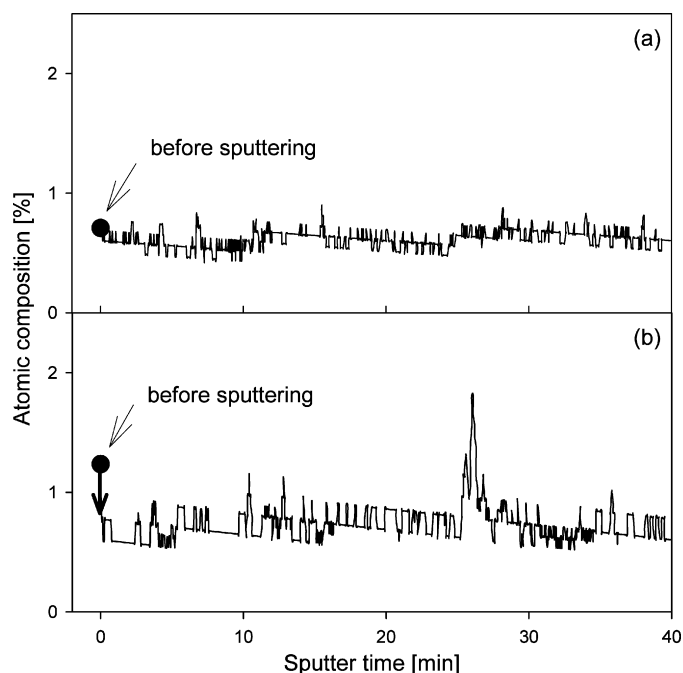 (a)
2
before sputtering
1
0
(b)
2
before sputtering
1
0
0 10 20 30 40
Sputter time [min]
Atomic composition [%]